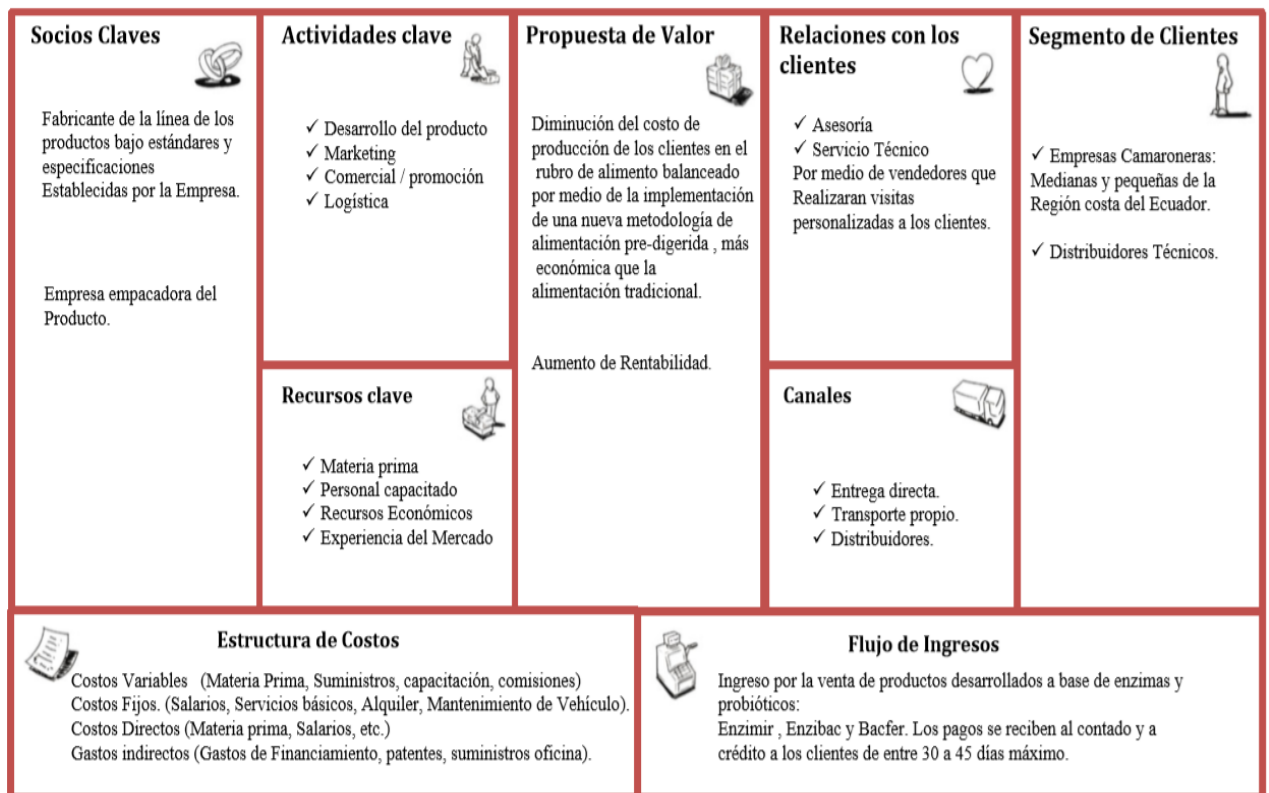 Socios Claves
Fabricante de la línea de los
productos bajo estándares y
especificaciones
Establecidas por la Empresa.
Empresa empacadora del
Producto.
Actividades clave
✓ Desarrollo del producto
✓ Marketing
✓ Comercial / promoción
✓ Logística
Recursos clave
✓ Materia prima
✓ Personal capacitado
✓ Recursos Económicos
✓ Experiencia del Mercado
Propuesta de Valor
Diminución del costo de
producción de los clientes en el
rubro de alimento balanceado
por medio de la implementación
de una nueva metodología de
alimentación pre-digerida , más
económica que la
alimentación tradicional.
Aumento de Rentabilidad.
Relaciones con los
clientes
✓ Asesoría
✓ Servicio Técnico
Por medio de vendedores que
Realizaran visitas
personalizadas a los clientes.
Canales
✓ Entrega directa.
✓ Transporte propio.
✓ Distribuidores.
Segmento de Clientes
✓ Empresas Camaroneras:
Medianas y pequeñas de la
Región costa del Ecuador.
✓ Distribuidores Técnicos.
Estructura de Costos
Costos Variables (Materia Prima, Suministros, capacitación, comisiones)
Costos Fijos. (Salarios, Servicios básicos, Alquiler, Mantenimiento de Vehículo).
Costos Directos (Materia prima, Salarios, etc.)
Gastos indirectos (Gastos de Financiamiento, patentes, suministros oficina).
Flujo de Ingresos
Ingreso por la venta de productos desarrollados a base de enzimas y
probióticos:
Enzimir , Enzibac y Bacfer. Los pagos se reciben al contado y a
crédito a los clientes de entre 30 a 45 días máximo.